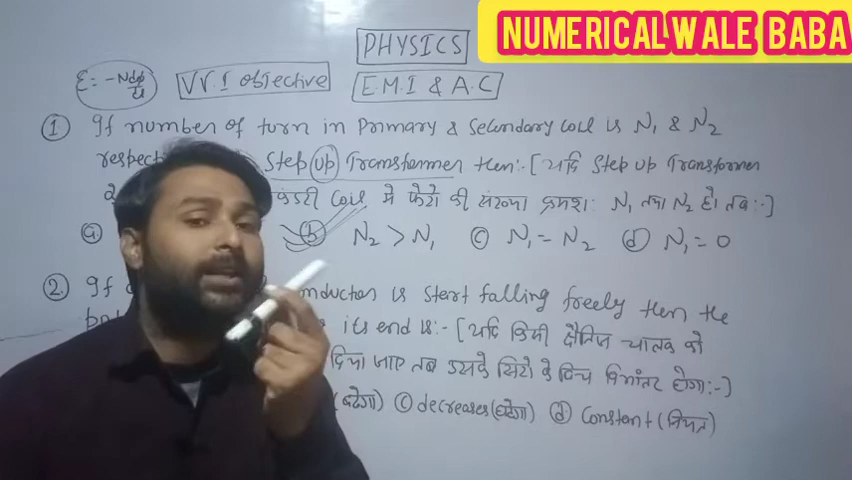 NUMERICAL WALE BABA
PHYSICS
ε = -Ndφ/dt
VV.I objective
E.M.I & A.C
① If number of turn in Primary & Secondary coil is N₁ & N₂
respecti Step up Transformer then:- [यदि Step up Transformer
कंडरी Coil मे फेरो की संख्या क्रमश: N₁ तथा N₂ हो तब:-]
ⓐ ⓑ N₂ > N₁ ⓒ N₁ = N₂ ⓓ N₁ = 0
② If nductor is start falling freely then the
its end is:- [यदि किसी क्षैतिज चालक को
दिया जाए तब उसके सिरो के बिच विभांतर होगा:-]
(बढेगा) ⓒ decreases (घटेगा) ⓓ Constant (नियत)